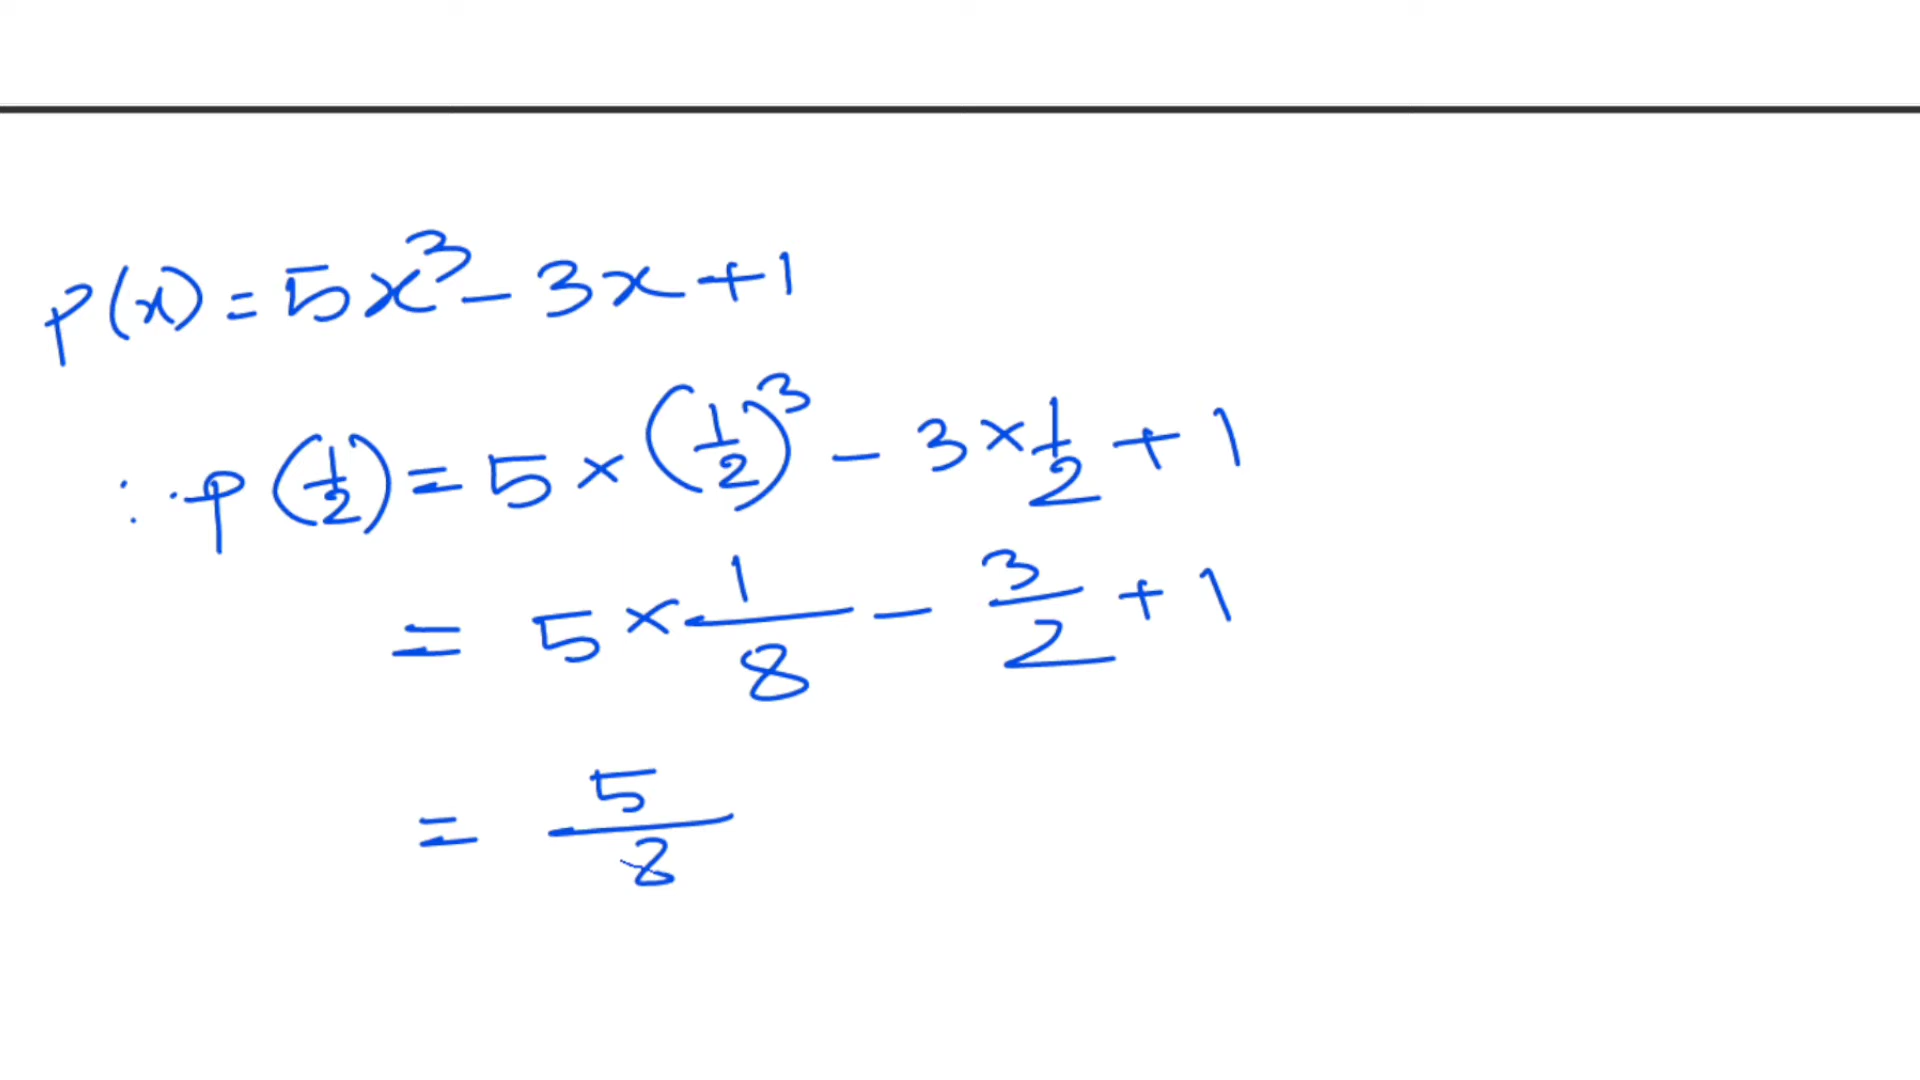 p(x) = 5x³ - 3x + 1
∴ p(1/2) = 5 × (1/2)³ - 3 × 1/2 + 1
= 5 × 1/8 - 3/2 + 1
= 5/8